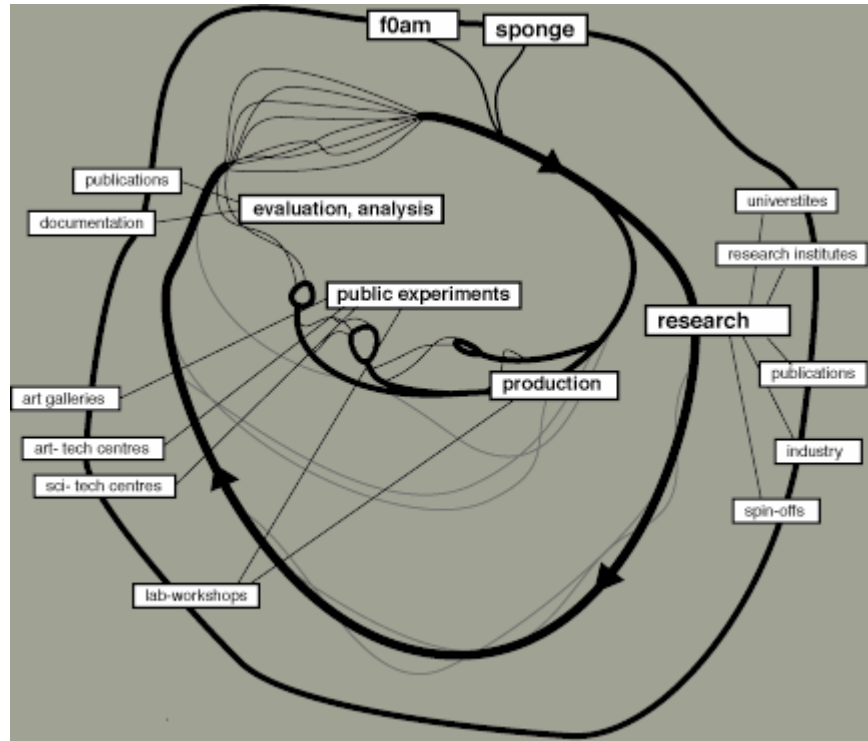 f0am
sponge
publications
documentation
evaluation, analysis
universtites
research institutes
public experiments
research
production
publications
art galleries
art- tech centres
industry
sci- tech centres
spin-offs
lab-workshops